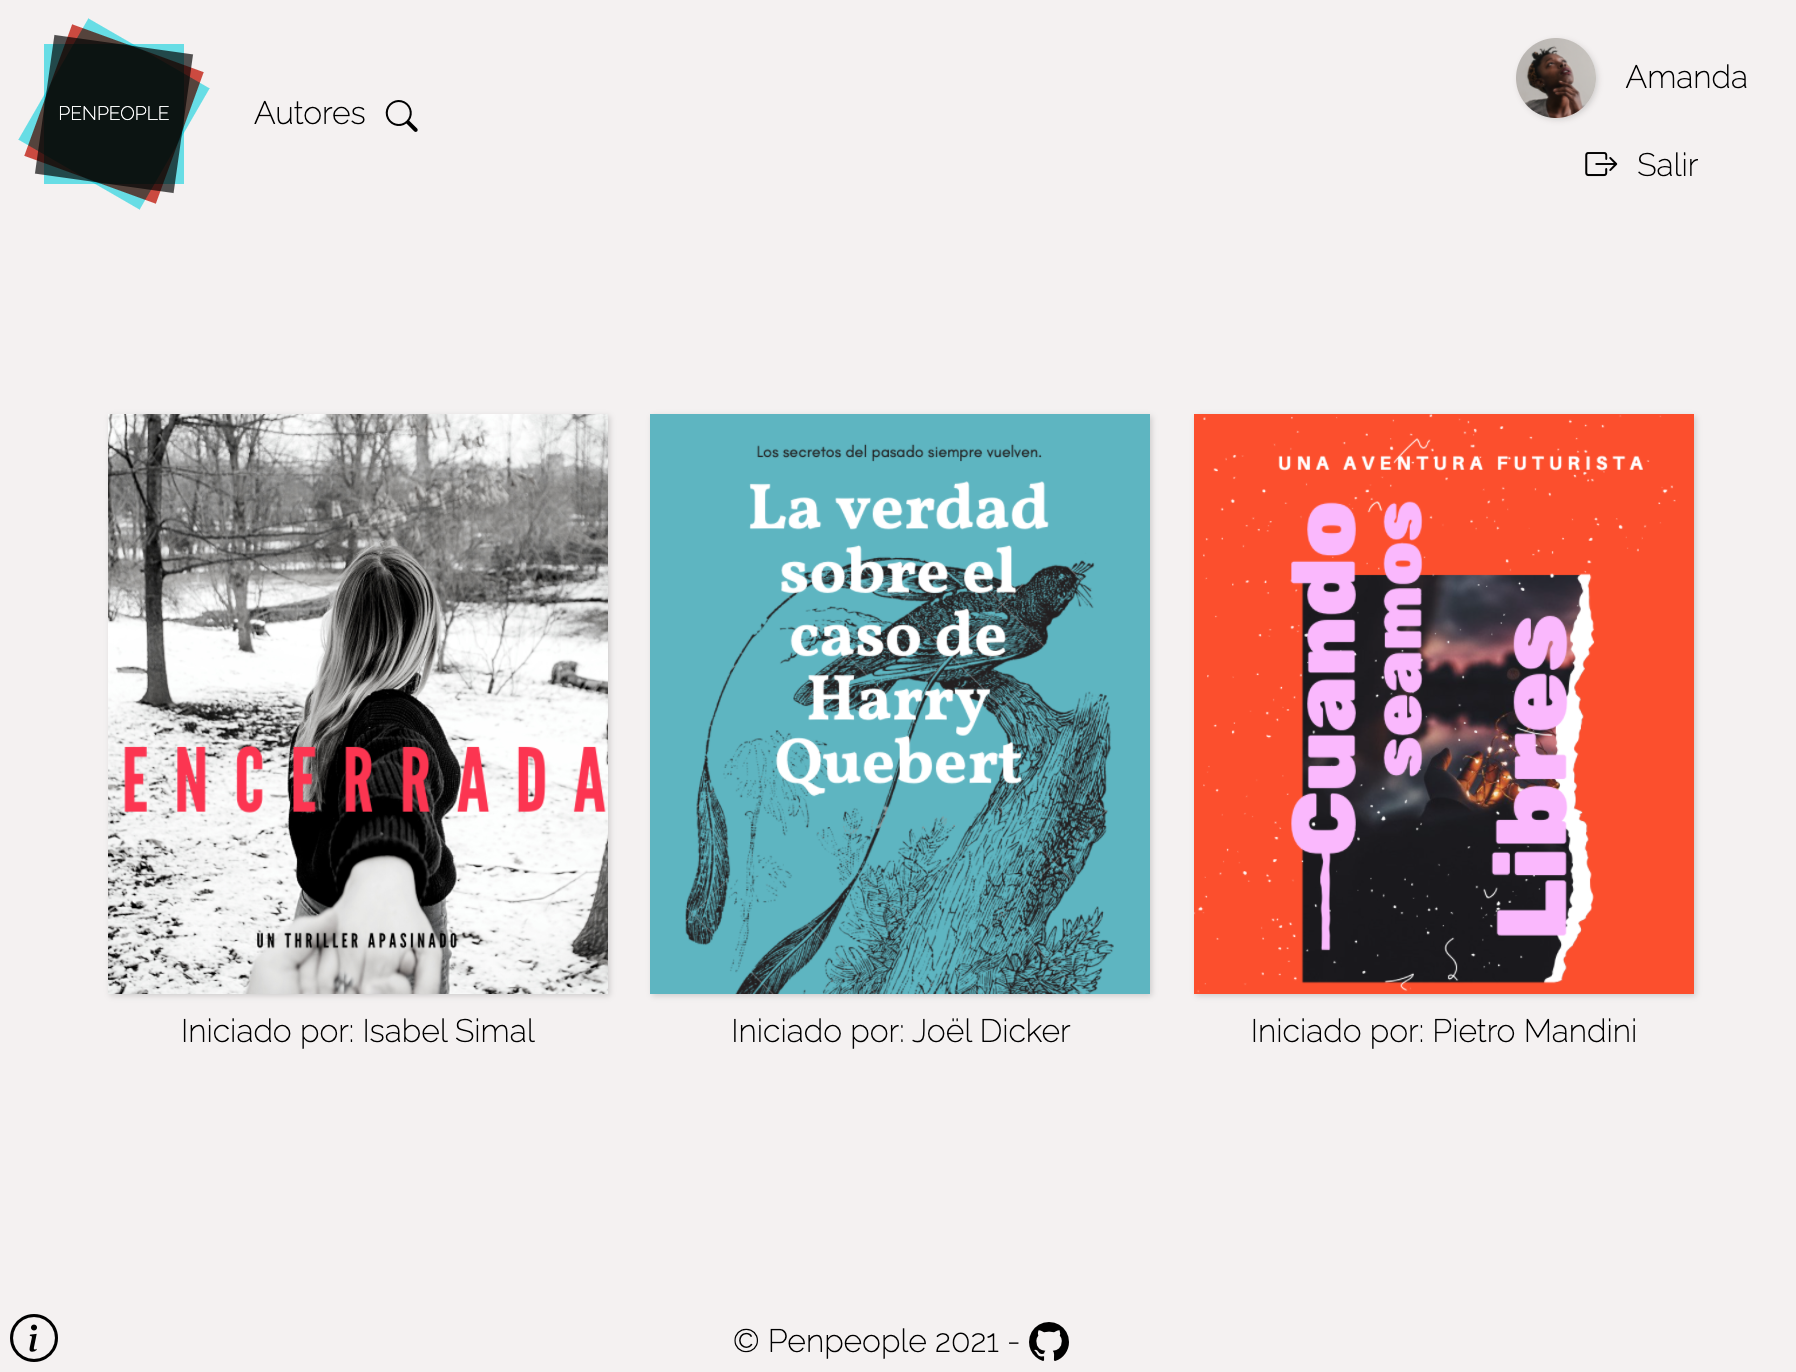 PENPEOPLE
Autores
Amanda
Salir
ENCERRADA
UN THRILLER APASINADO
Iniciado por: Isabel Simal
Los secretos del pasado siempre vuelven.
La verdad
sobre el
caso de
Harry
Quebert
Iniciado por: Joël Dicker
UNA AVENTURA FUTURISTA
Cuando
seamos
Libres
Iniciado por: Pietro Mandini
i
© Penpeople 2021 -